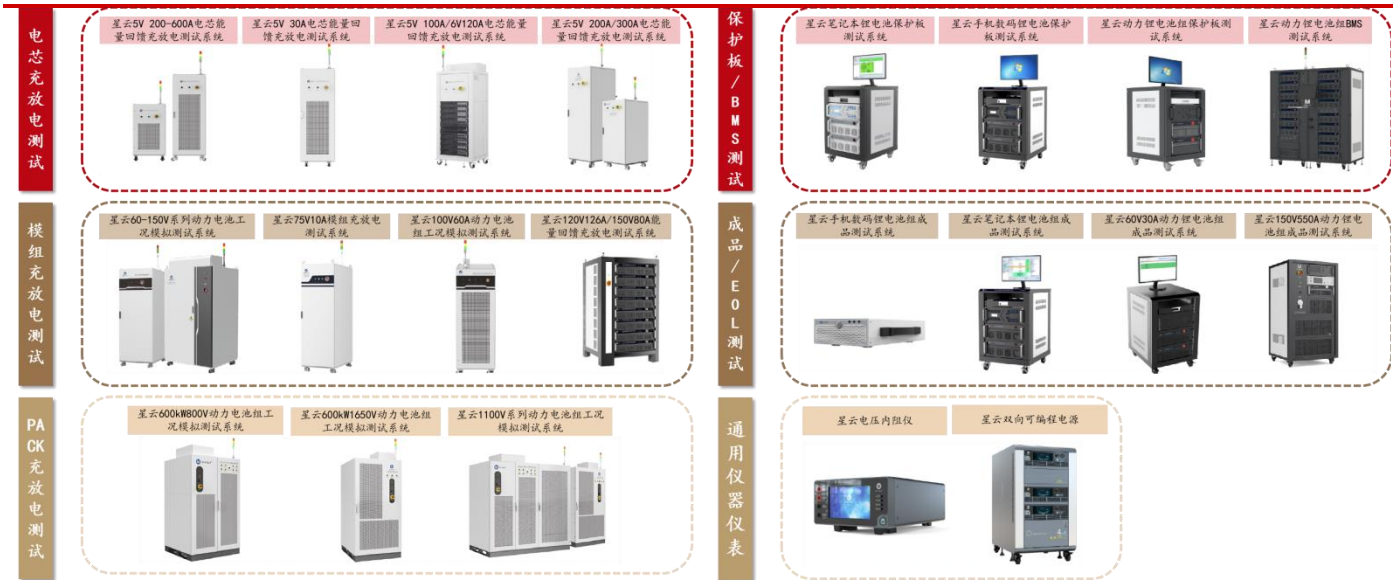 电芯充放电测试
星云5V 200-600A电芯能
量回馈充放电测试系统
星云5V 30A电芯能量回
馈充放电测试系统
星云5V 100A/6V120A电芯能量
回馈充放电测试系统
星云5V 200A/300A电芯能
量回馈充放电测试系统
保护板/BMS测试
星云笔记本锂电池保护板
测试系统
星云手机数码锂电池保护
板测试系统
星云动力锂电池组保护板测
试系统
星云动力锂电池组BMS
测试系统
模组充放电测试
星云60-150V系列动力电池工
况模拟测试系统
星云75V10A模组充放电
测试系统
星云100V60A动力电池
组工况模拟测试系统
星云120V126A/150V80A能
量回馈充放电测试系统
成品/EOL测试
星云手机数码锂电池组成
品测试系统
星云笔记本锂电池组成
品测试系统
星云60V30A动力锂电池组
成品测试系统
星云150V550A动力锂电
池组成品测试系统
PACK充放电测试
星云600kW800V动力电池组工
况模拟测试系统
星云600kW1650V动力电池组
工况模拟测试系统
星云1100V系列动力电池组工况
模拟测试系统
通用仪器仪表
星云电压内阻仪
星云双向可编程电源